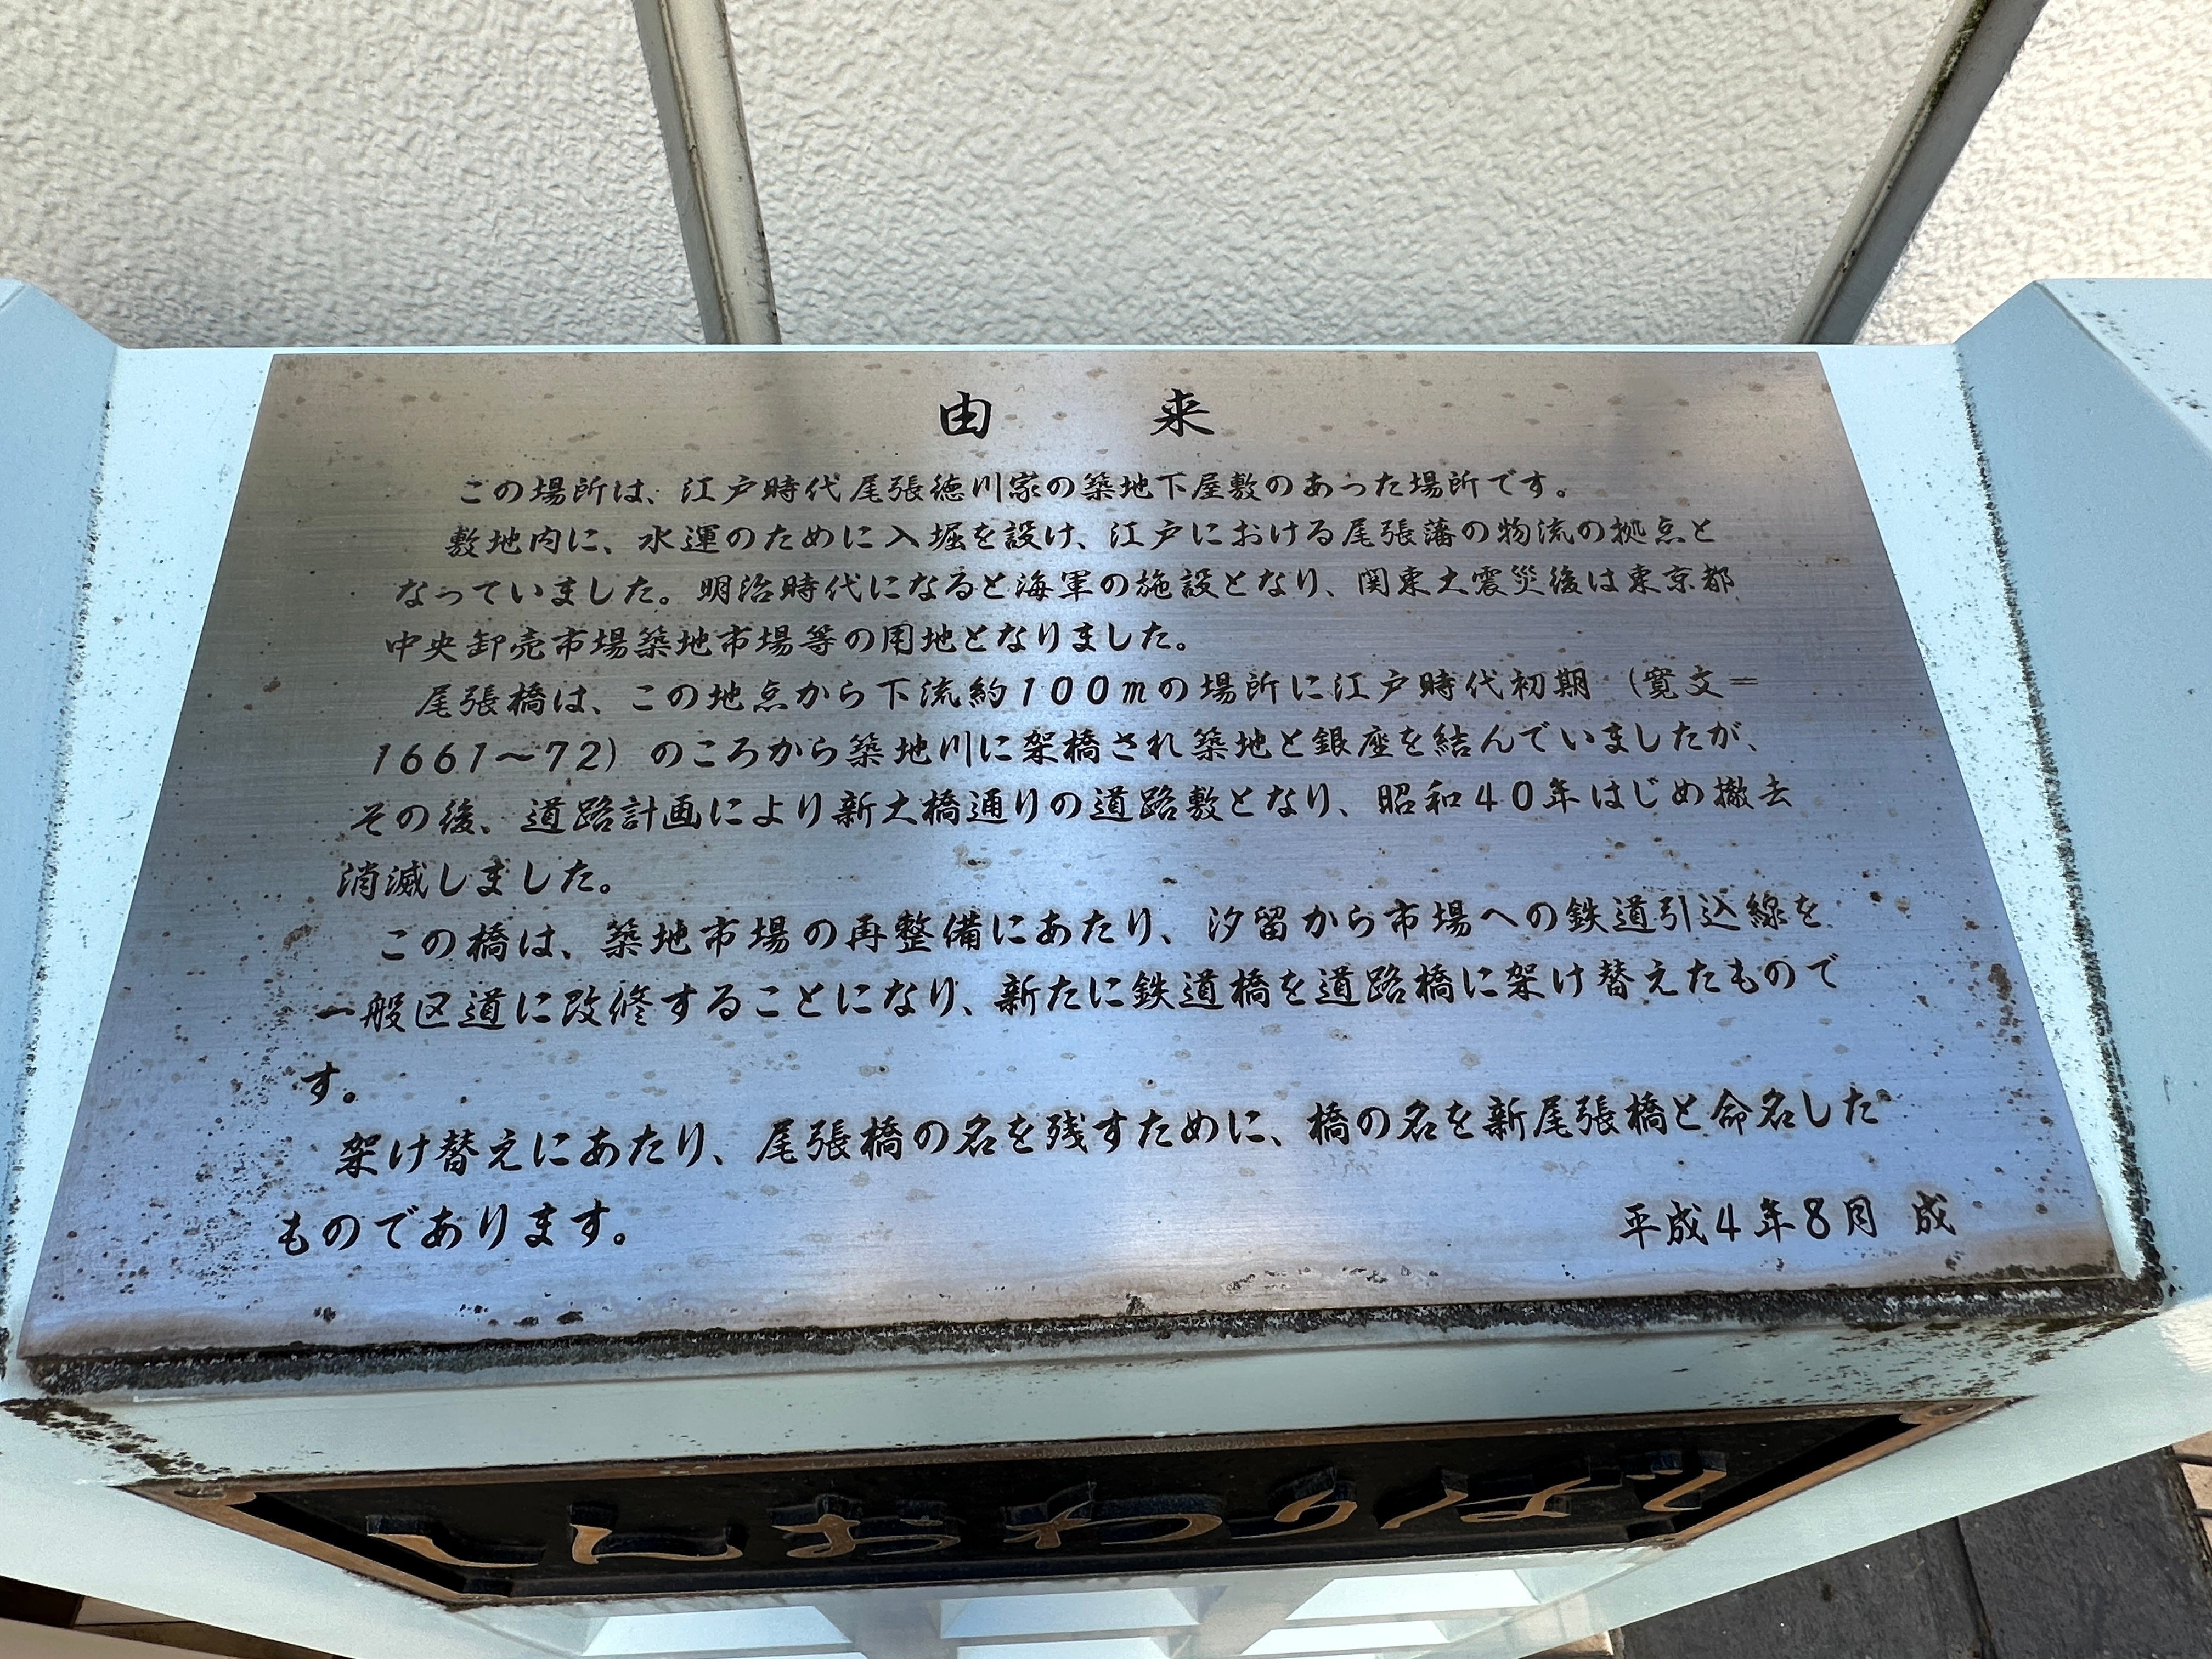 由 来
この場所は、江戸時代尾張徳川家の築地下屋敷のあった場所です。
敷地内に、水運のために入堀を設け、江戸における尾張藩の物流の拠点と
なっていました。明治時代になると海軍の施設となり、関東大震災後は東京都
中央卸売市場築地市場等の用地となりました。
尾張橋は、この地点から下流約100mの場所に江戸時代初期(寛文=
1661〜72)のころから築地川に架橋され築地と銀座を結んでいましたが、
その後、道路計画により新大橋通りの道路敷となり、昭和40年はじめ撤去
消滅しました。
この橋は、築地市場の再整備にあたり、汐留から市場への鉄道引込線を
一般区道に改修することになり、新たに鉄道橋を道路橋に架け替えたもので
す。
架け替えにあたり、尾張橋の名を残すために、橋の名を新尾張橋と命名した
ものであります。
平成4年8月 成
しんおわりばし